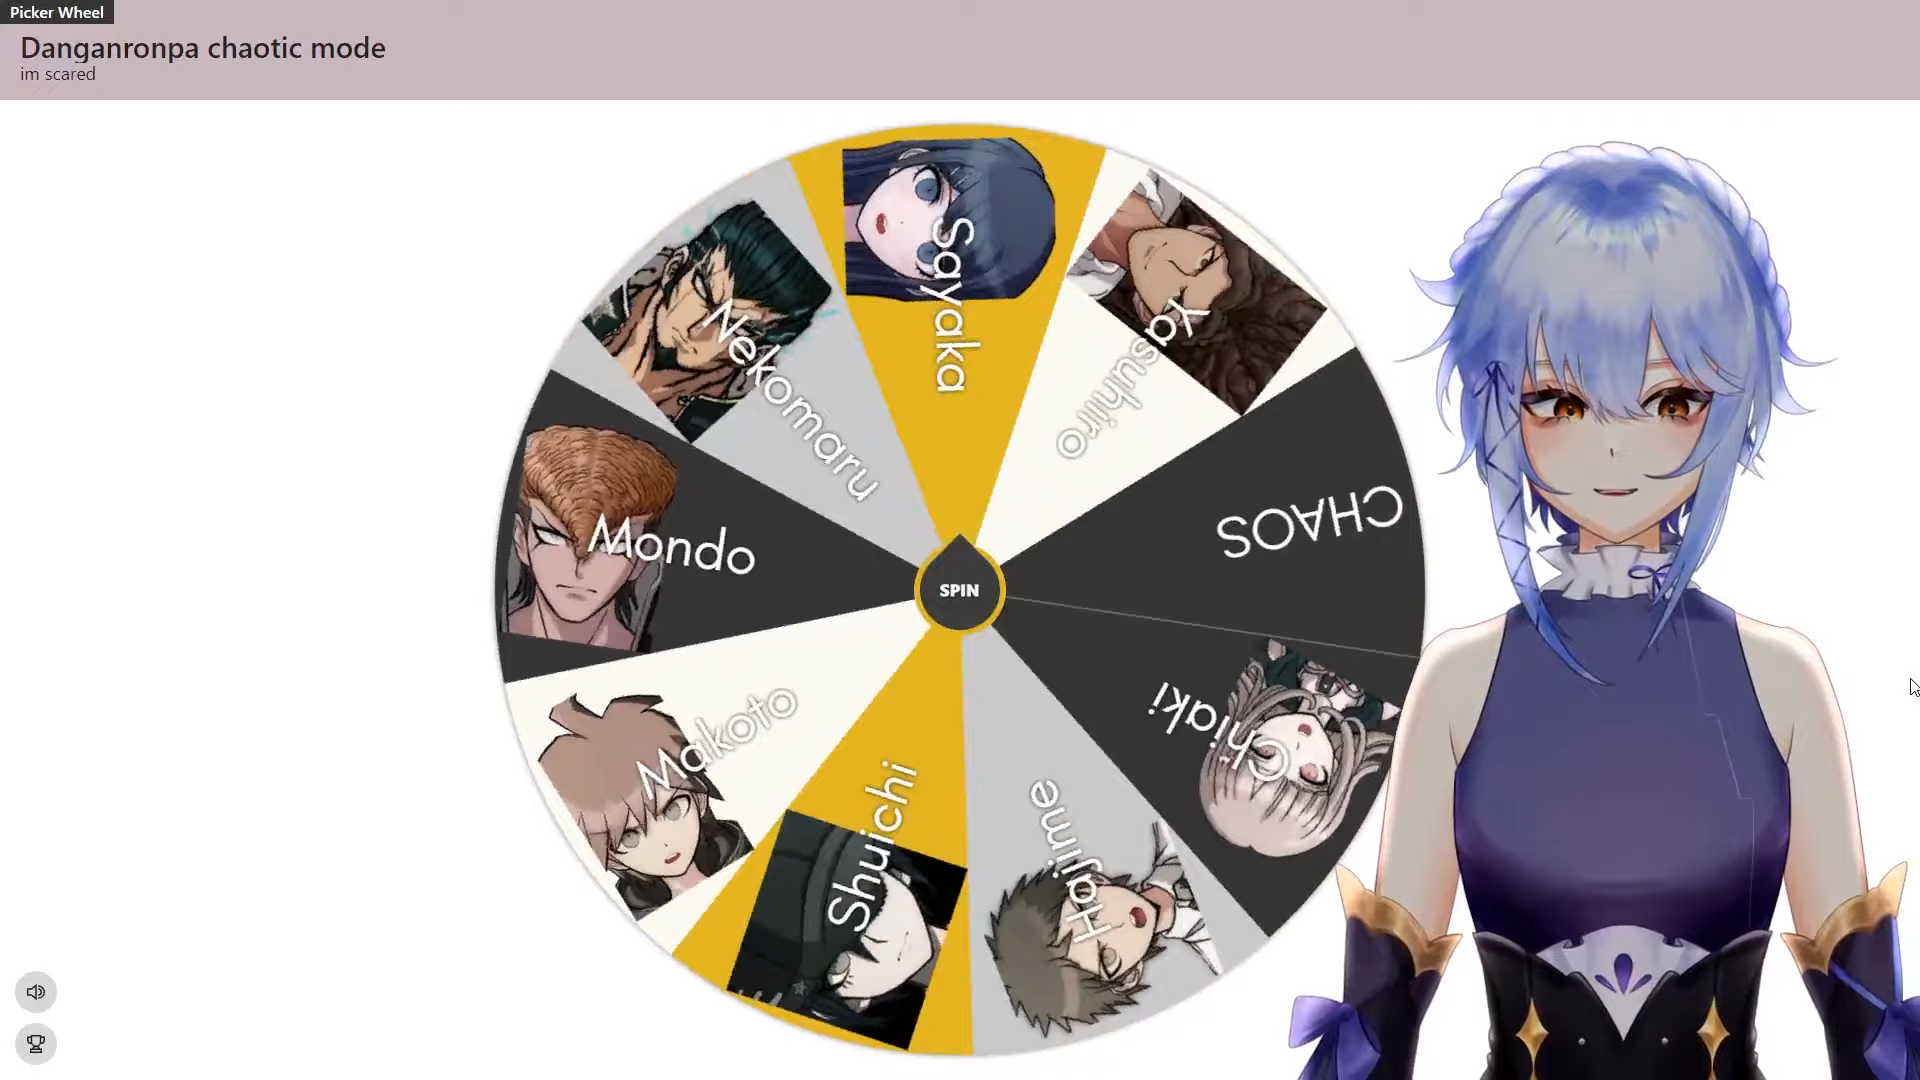 Picker Wheel
Danganronpa chaotic mode
im scared
Sayaka
Yasuhiro
CHAOS
Chiaki
Hajime
Shuichi
Makoto
Mondo
Nekomaru
SPIN